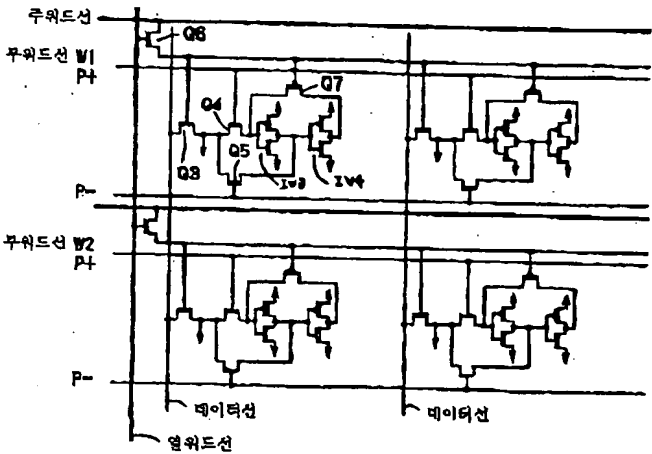 주워드선
Q6
부워드선 W1
P+
Q7
Q4
Q5
Q3
Iv3
Iv4
P-
부워드선 W2
P+
P-
데이터선
데이터선
열워드선